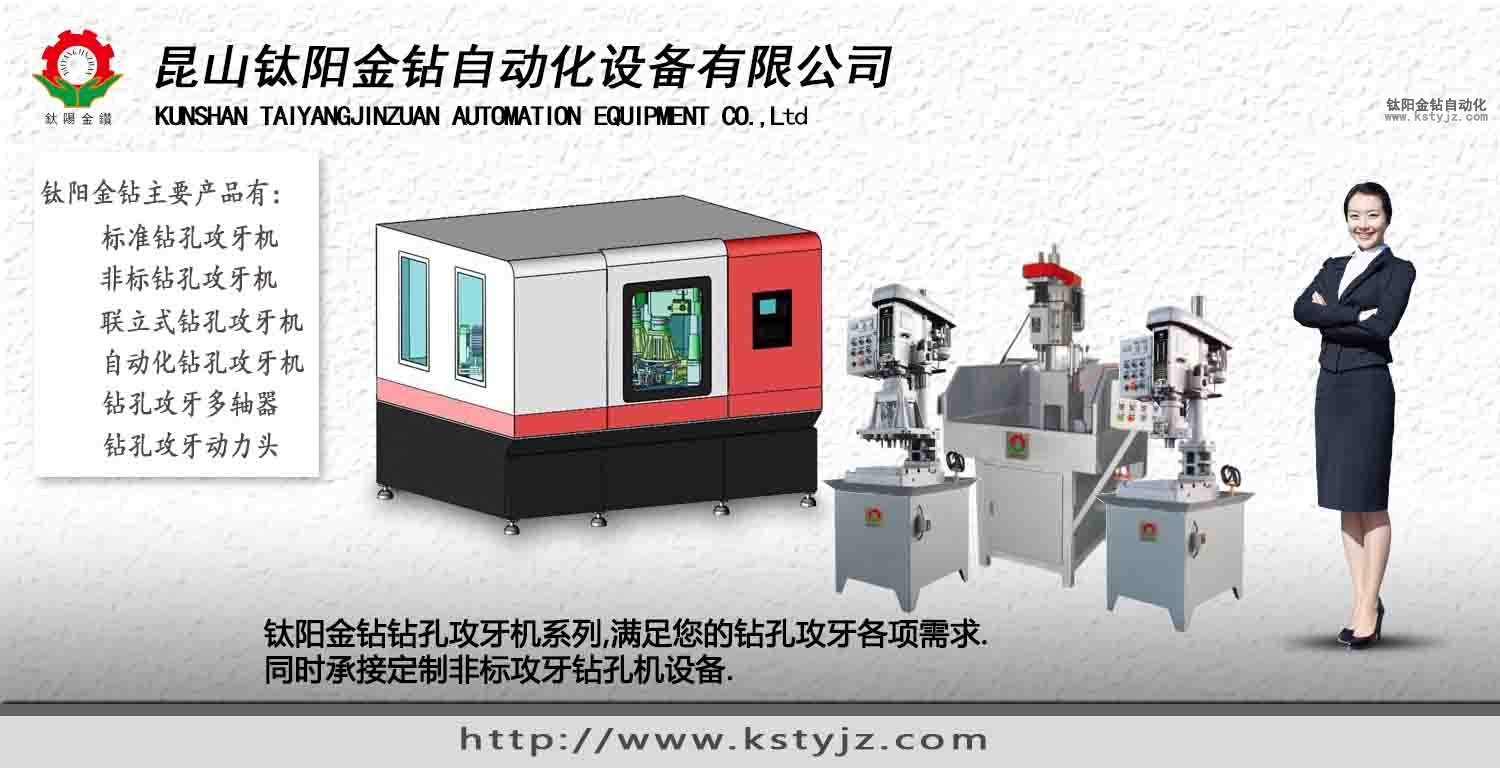 昆山钛阳金钻自动化设备有限公司
KUNSHAN TAIYANGJINZUAN AUTOMATION EQUIPMENT CO.,Ltd
TAIYANGJINZUAN
鈦陽金鑽
钛阳金钻自动化
www.kstyjz.com
钛阳金钻主要产品有:
标准钻孔攻牙机
非标钻孔攻牙机
联立式钻孔攻牙机
自动化钻孔攻牙机
钻孔攻牙多轴器
钻孔攻牙动力头
钛阳金钻钻孔攻牙机系列,满足您的钻孔攻牙各项需求.
同时承接定制非标攻牙钻孔机设备.
http://www.kstyjz.com